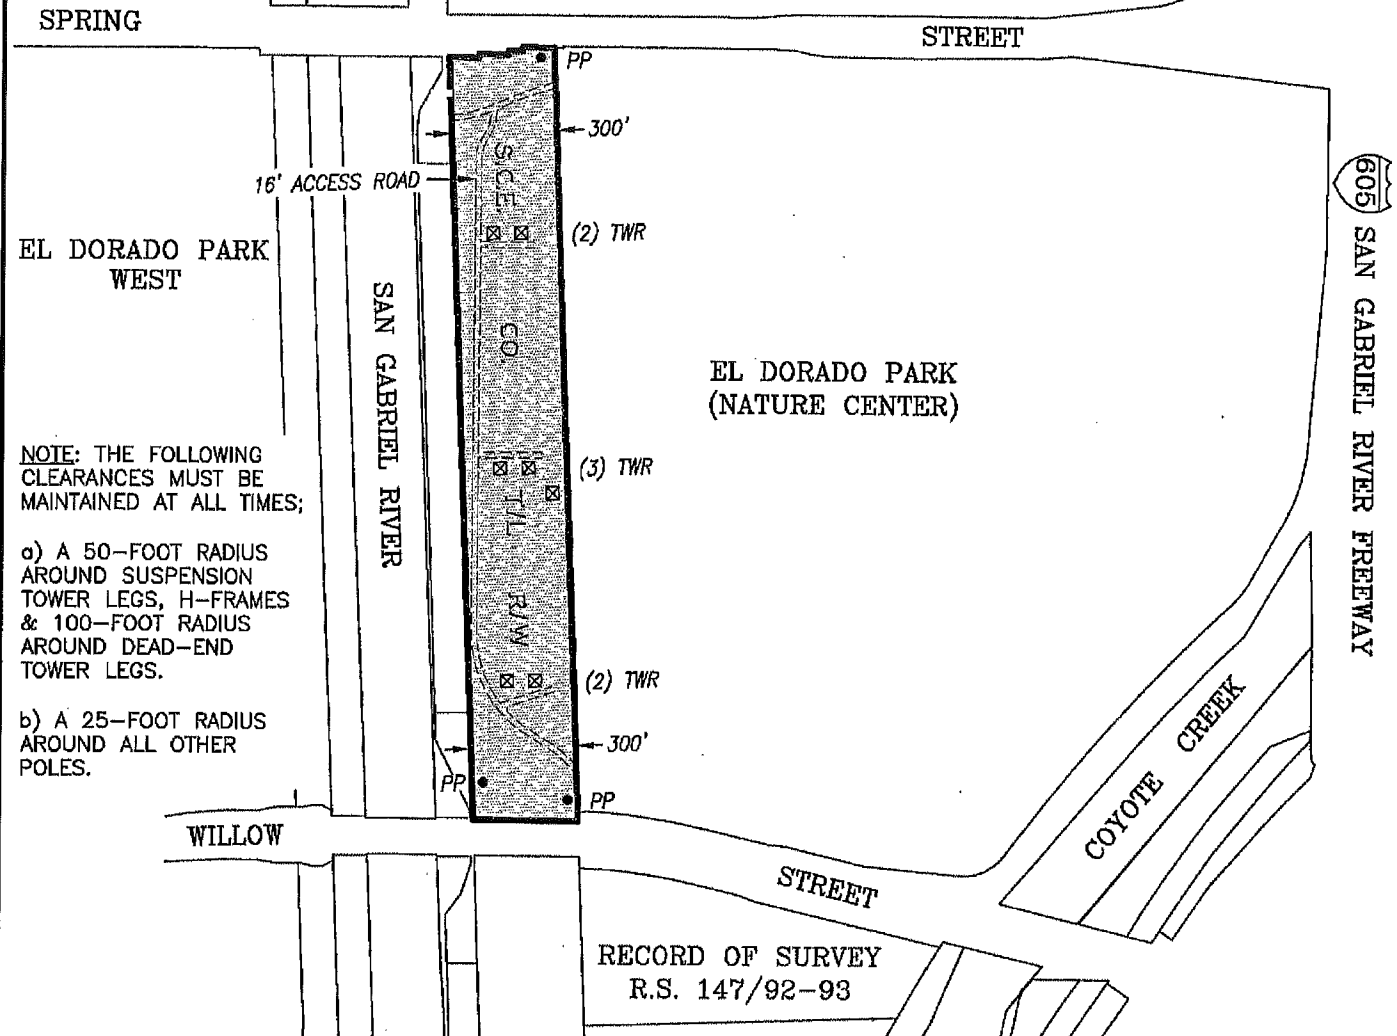 SPRING
STREET
PP
300'
16' ACCESS ROAD
S.C.E.
(2) TWR
605
EL DORADO PARK
WEST
SAN GABRIEL RIVER
SAN GABRIEL RIVER FREEWAY
CO.
EL DORADO PARK
(NATURE CENTER)
NOTE: THE FOLLOWING
CLEARANCES MUST BE
MAINTAINED AT ALL TIMES;
(3) TWR
T/L
a) A 50-FOOT RADIUS
AROUND SUSPENSION
TOWER LEGS, H-FRAMES
& 100-FOOT RADIUS
AROUND DEAD-END
TOWER LEGS.
R/W
(2) TWR
b) A 25-FOOT RADIUS
AROUND ALL OTHER
POLES.
300'
PP
PP
COYOTE CREEK
WILLOW
STREET
RECORD OF SURVEY
R.S. 147/92-93